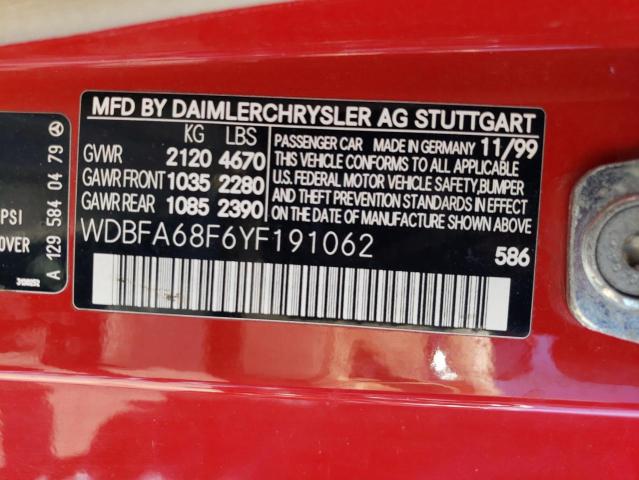 MFD BY DAIMLERCHRYSLER AG STUTTGART
KG LBS
GVWR 2120 4670
GAWR FRONT 1035 2280
GAWR REAR 1085 2390
PASSENGER CAR MADE IN GERMANY 11/99
THIS VEHICLE CONFORMS TO ALL APPLICABLE
U.S. FEDERAL MOTOR VEHICLE SAFETY, BUMPER
AND THEFT PREVENTION STANDARDS IN EFFECT
ON THE DATE OF MANUFACTURE SHOWN ABOVE
WDBFA68F6YF191062
586
A 129 584 04 79
PSI
OVER